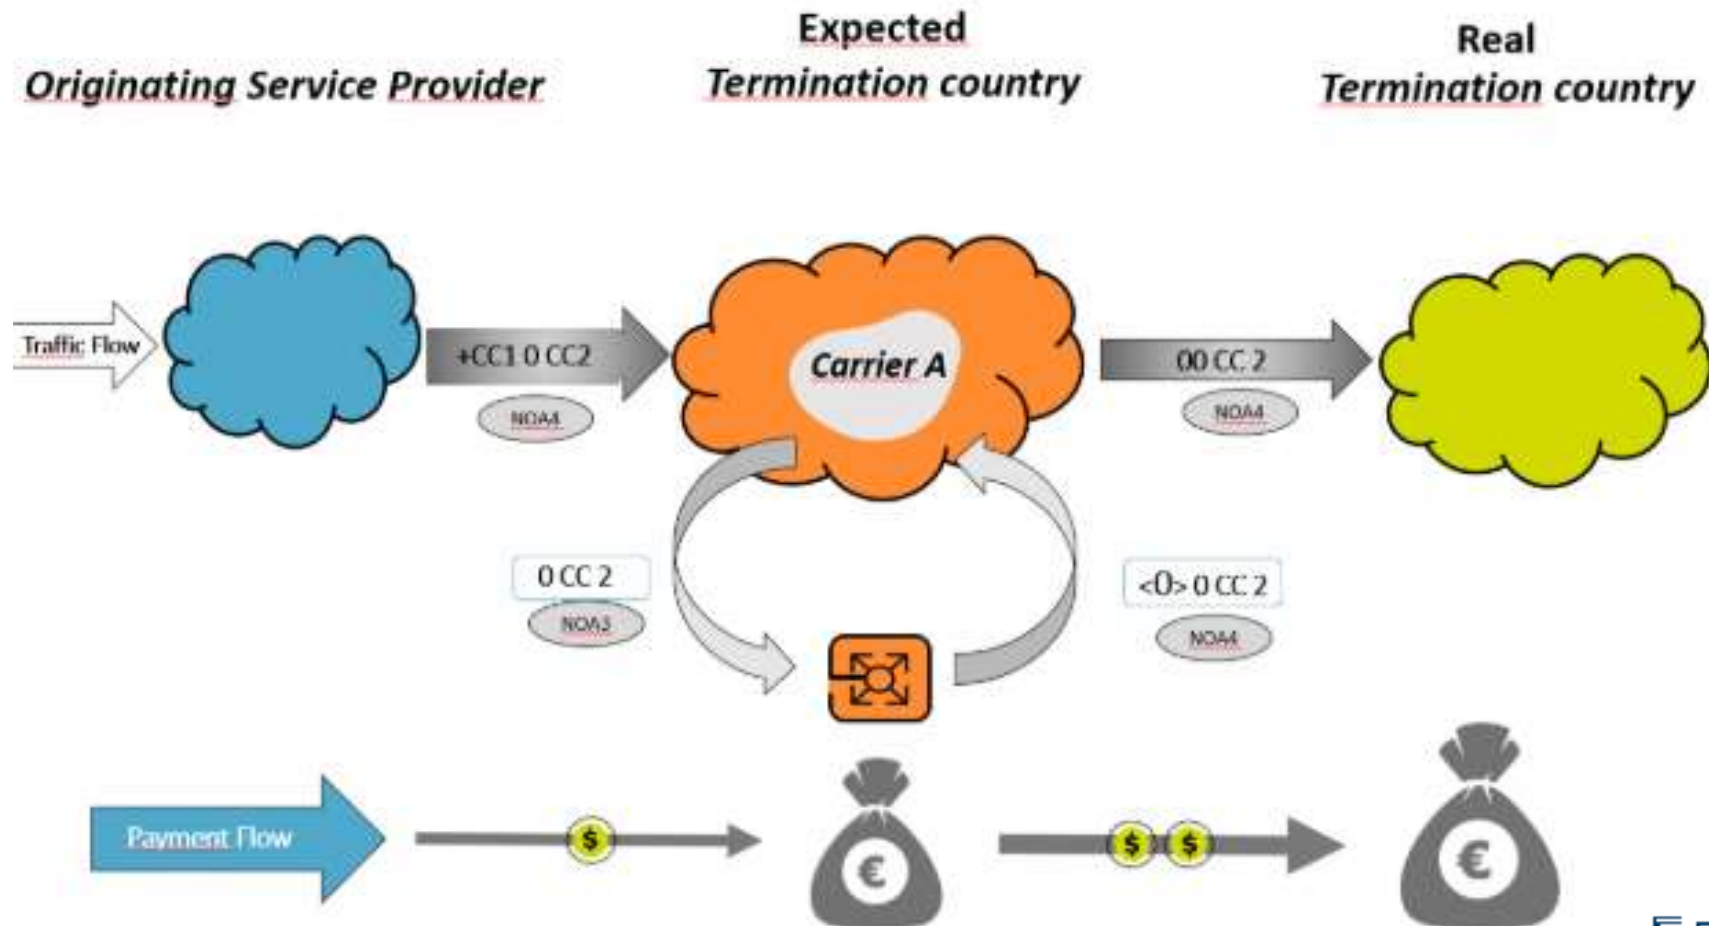 Originating Service Provider
Expected
Termination country
Real
Termination country
Traffic Flow
+CC1 0 CC2
NOA4
Carrier A
00 CC 2
NOA4
0 CC 2
NOA3
<0> 0 CC 2
NOA4
Payment Flow
$
€
$ $
€